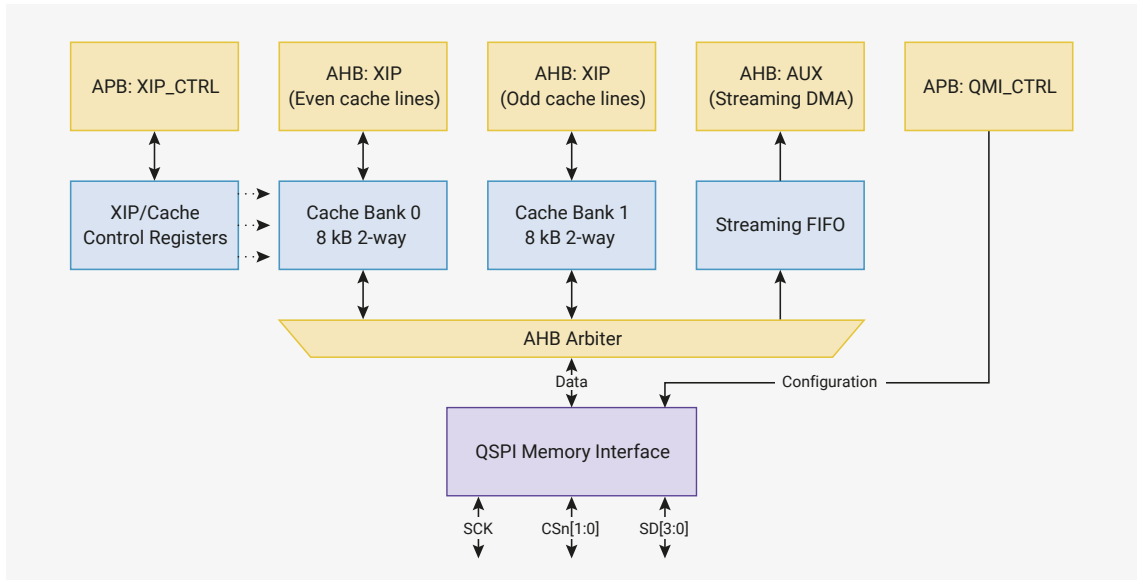 APB: XIP_CTRL
AHB: XIP
(Even cache lines)
AHB: XIP
(Odd cache lines)
AHB: AUX
(Streaming DMA)
APB: QMI_CTRL
XIP/Cache
Control Registers
Cache Bank 0
8 kB 2-way
Cache Bank 1
8 kB 2-way
Streaming FIFO
AHB Arbiter
Data
Configuration
QSPI Memory Interface
SCK
CSn[1:0]
SD[3:0]